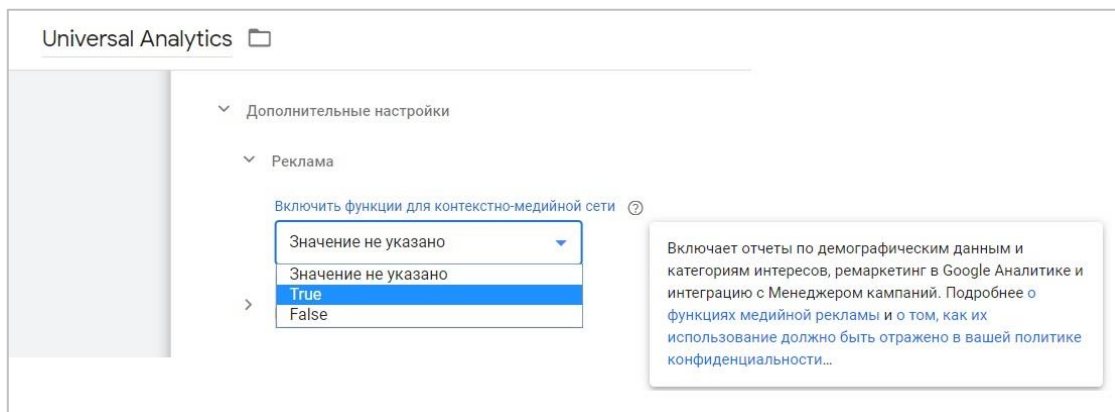 Universal Analytics
Дополнительные настройки
Реклама
Включить функции для контекстно-медийной сети
Значение не указано
Значение не указано
True
False
Включает отчеты по демографическим данным и
категориям интересов, ремаркетинг в Google Аналитике и
интеграцию с Менеджером кампаний. Подробнее о
функциях медийной рекламы и о том, как их
использование должно быть отражено в вашей политике
конфиденциальности...